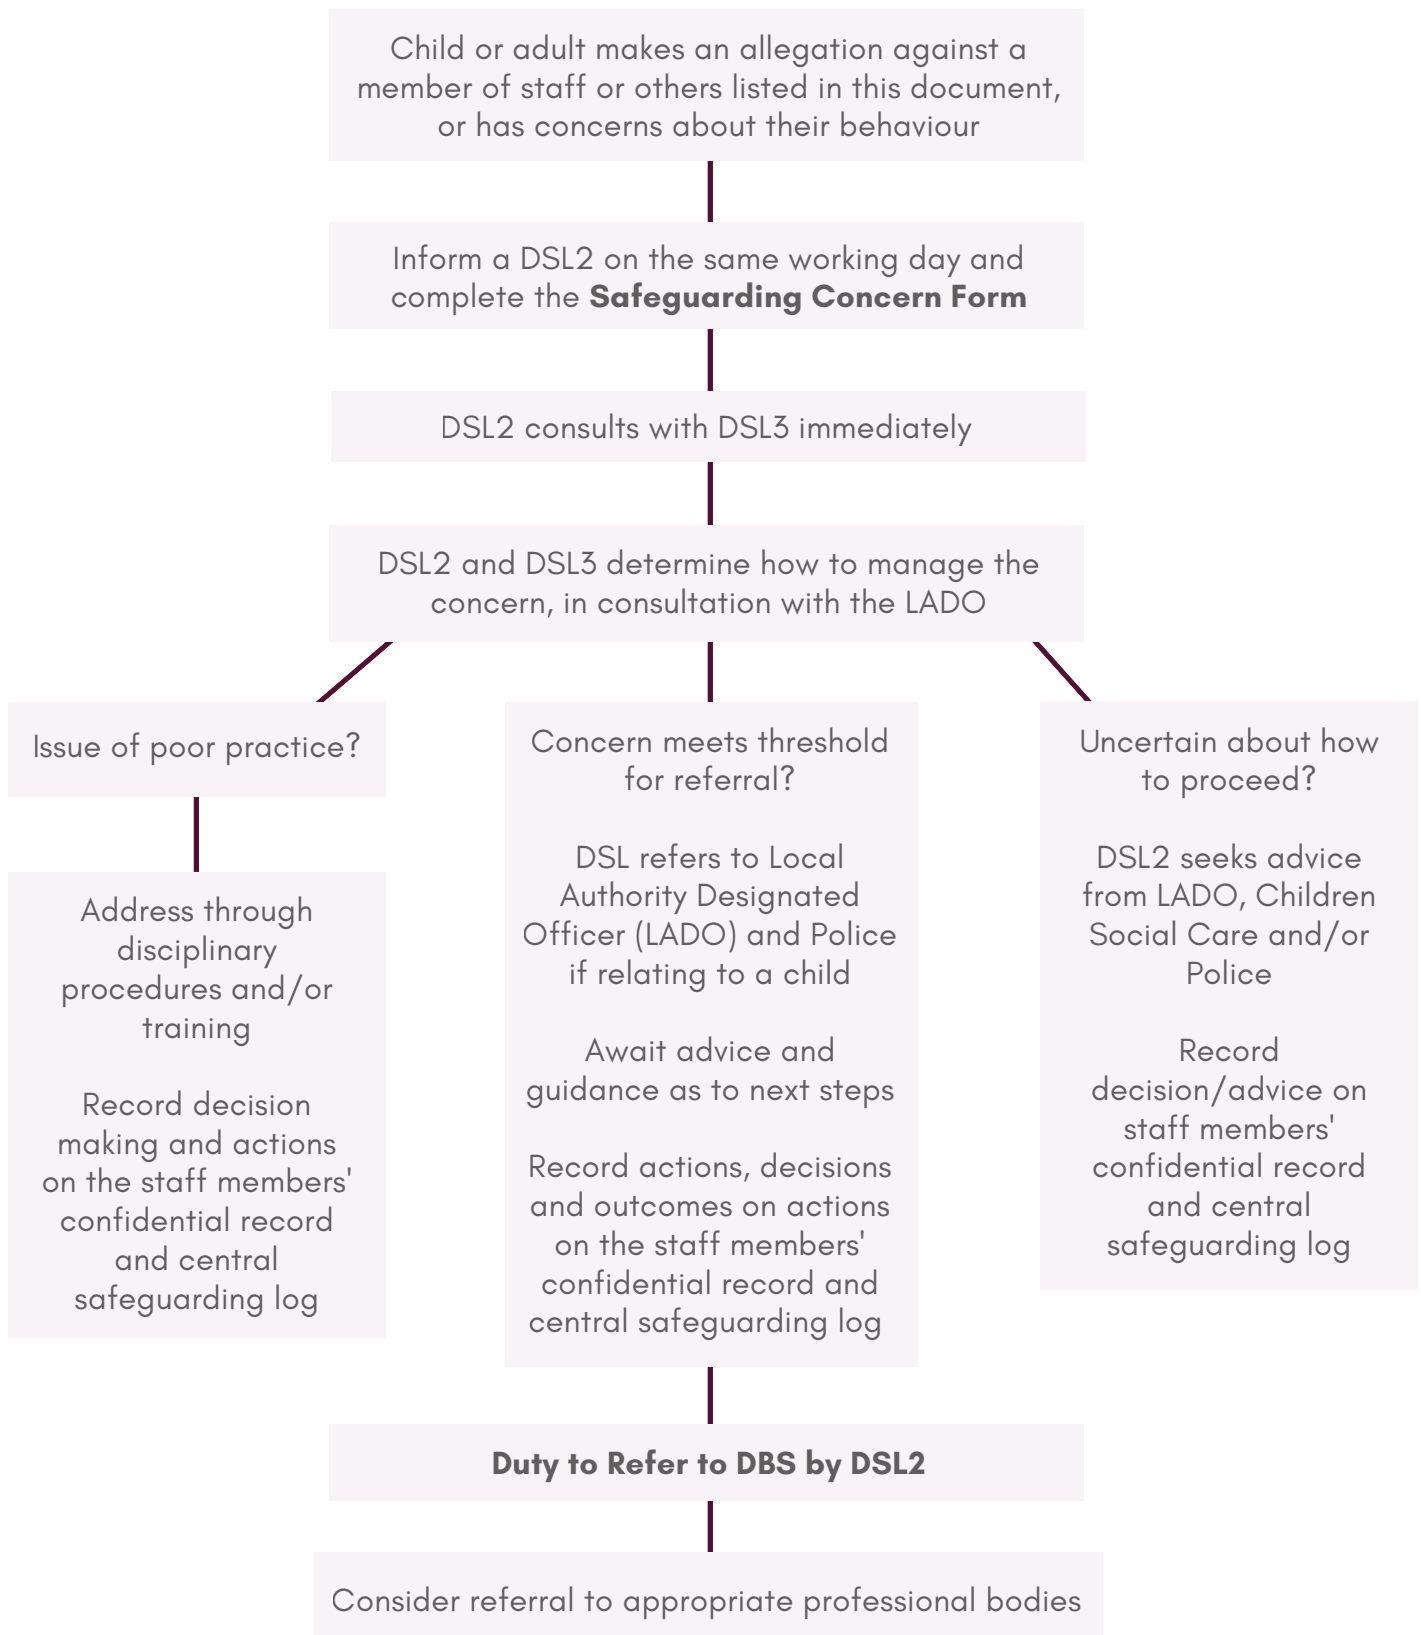 Child or adult makes an allegation against a
member of staff or others listed in this document,
or has concerns about their behaviour
Inform a DSL2 on the same working day and
complete the Safeguarding Concern Form
DSL2 consults with DSL3 immediately
DSL2 and DSL3 determine how to manage the
concern, in consultation with the LADO
Issue of poor practice?
Address through
disciplinary
procedures and/or
training
Record decision
making and actions
on the staff members'
confidential record
and central
safeguarding log
Concern meets threshold
for referral?
DSL refers to Local
Authority Designated
Officer (LADO) and Police
if relating to a child
Await advice and
guidance as to next steps
Record actions, decisions
and outcomes on actions
on the staff members'
confidential record and
central safeguarding log
Uncertain about how
to proceed?
DSL2 seeks advice
from LADO, Children
Social Care and/or
Police
Record
decision/advice on
staff members'
confidential record
and central
safeguarding log
Duty to Refer to DBS by DSL2
Consider referral to appropriate professional bodies